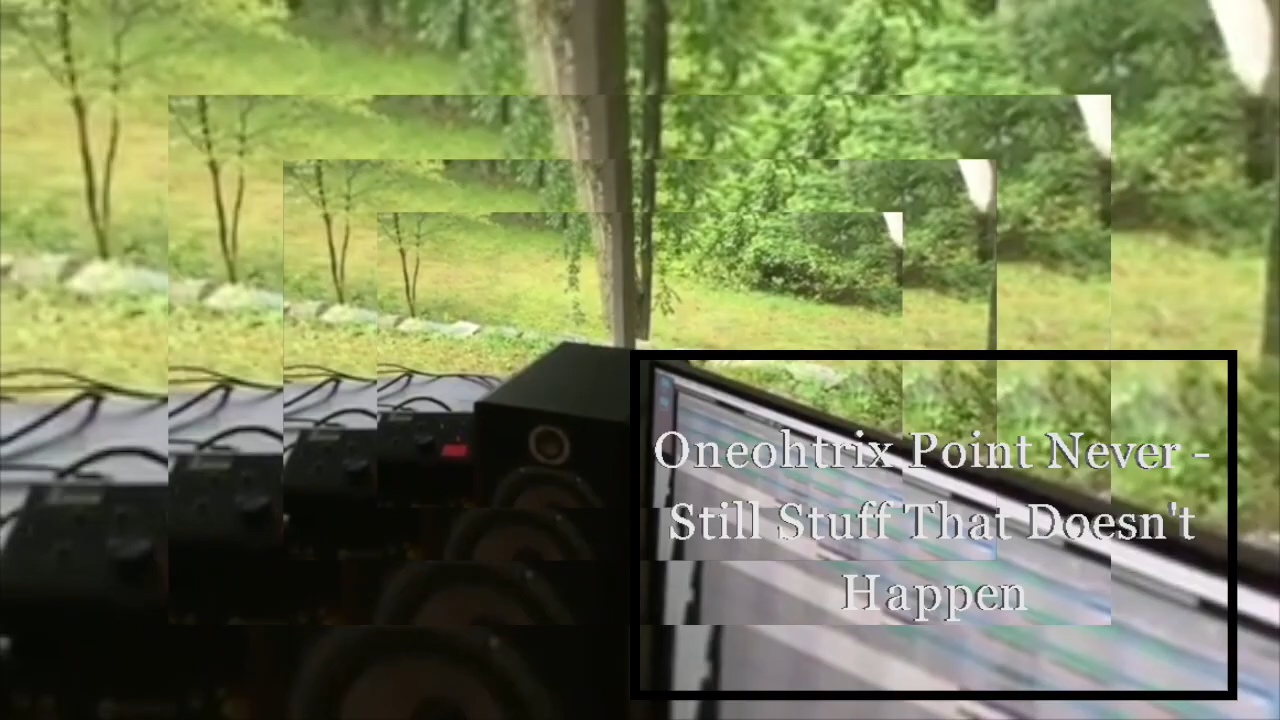 Oneohtrix Point Never -
Still Stuff That Doesn't
Happen